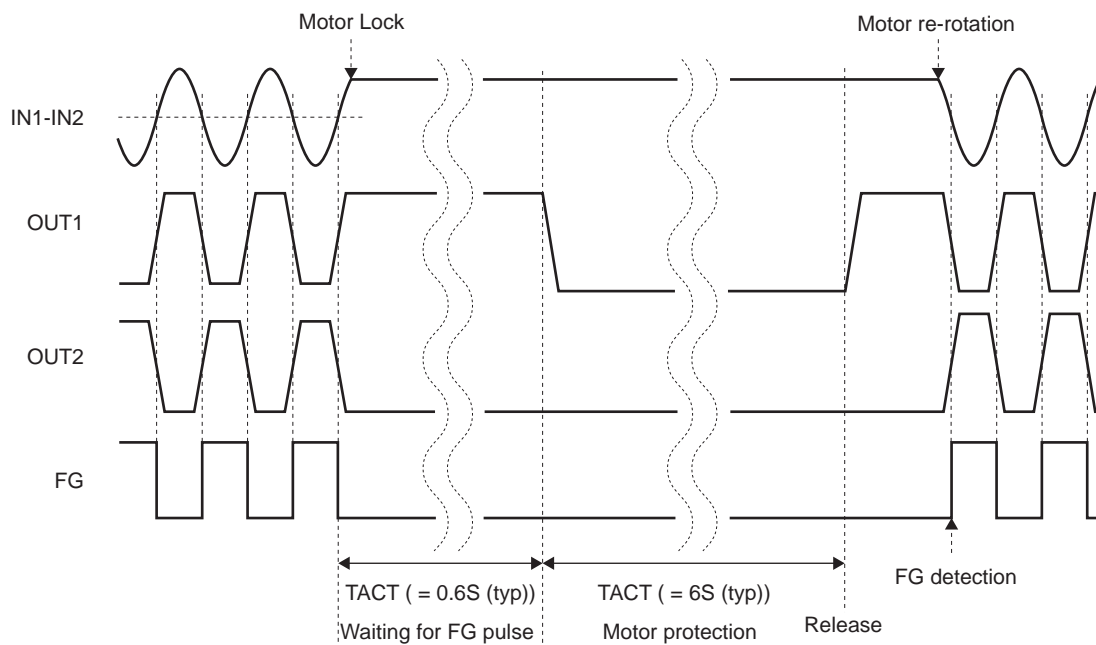 Motor Lock
Motor re-rotation
IN1-IN2
OUT1
OUT2
FG
FG detection
TACT ( = 0.6S (typ))
TACT ( = 6S (typ))
Waiting for FG pulse
Motor protection
Release